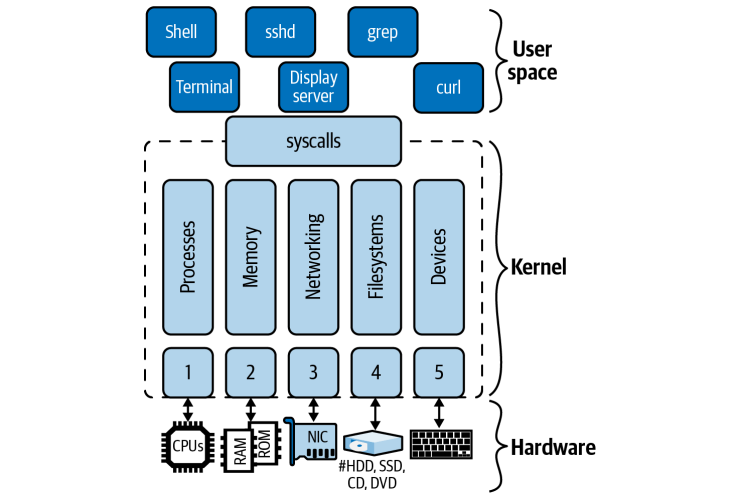 Shell
sshd
grep
Terminal
Display
server
curl
User
space
syscalls
Processes
Memory
Networking
Filesystems
Devices
Kernel
1
2
3
4
5
CPUs
RAM
ROM
NIC
#HDD, SSD,
CD, DVD
Hardware